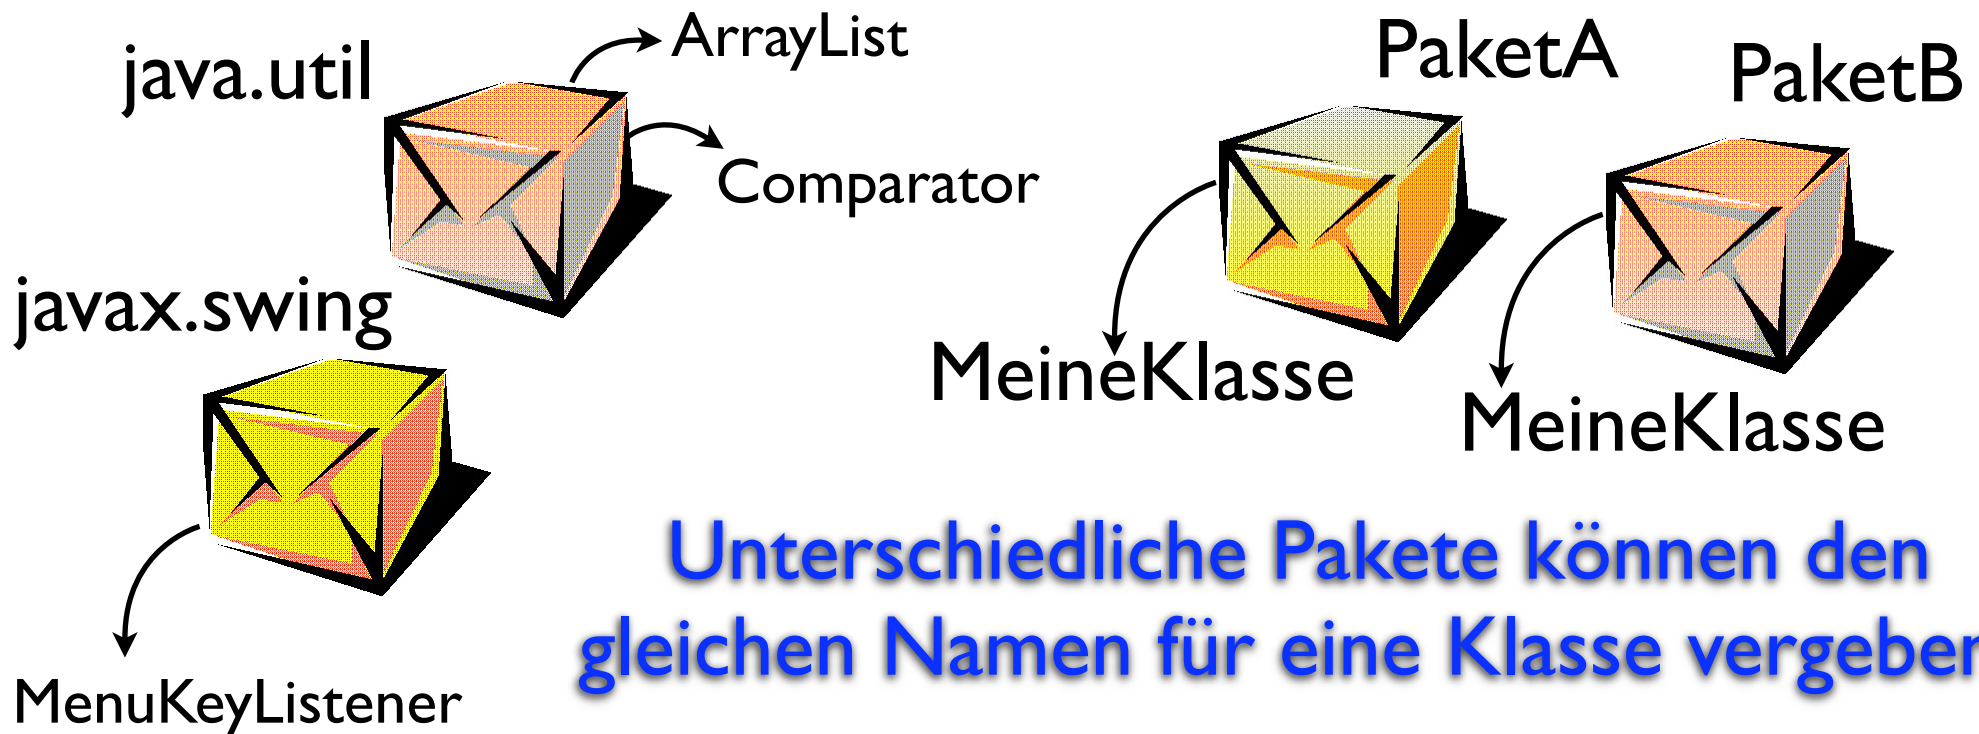 java.util
ArrayList
Comparator
javax.swing
MenuKeyListener
PaketA
PaketB
MeineKlasse
MeineKlasse
Unterschiedliche Pakete können den
gleichen Namen für eine Klasse vergeben